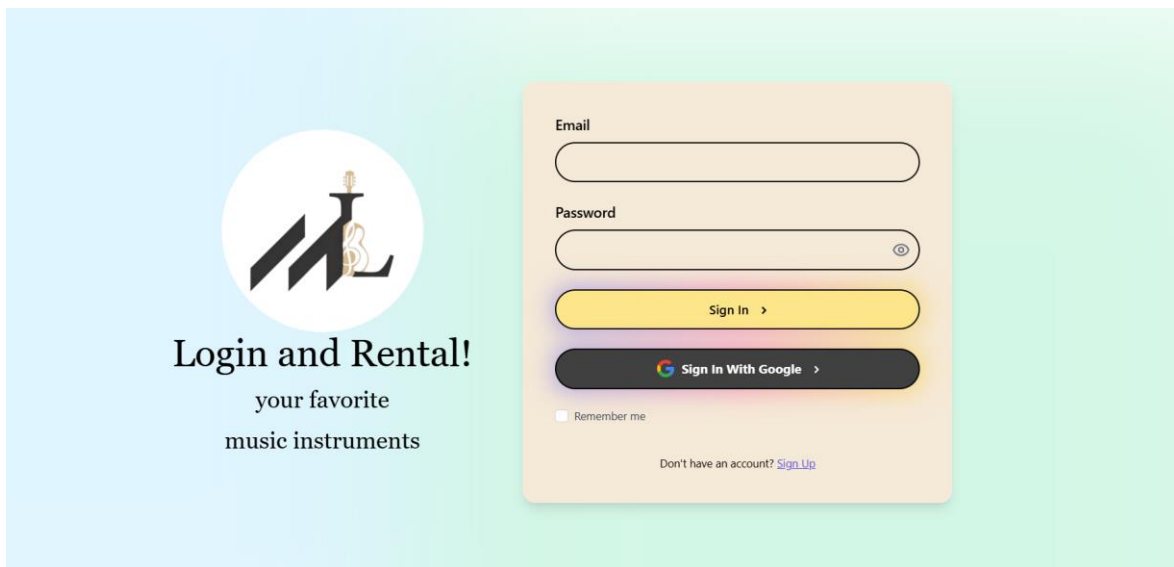 Login and Rental!
your favorite
music instruments
Email
Password
Sign In
Sign In With Google
Remember me
Don't have an account? Sign Up